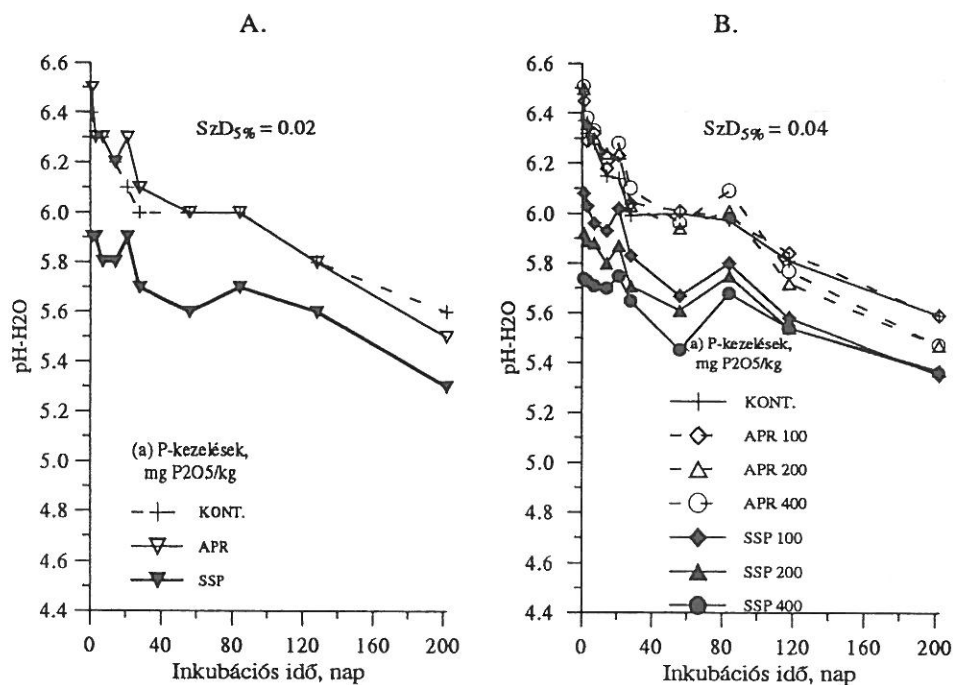 A.
pH-H2O
6.6
6.4
6.2
6.0
5.8
5.6
5.4
5.2
5.0
4.8
4.6
4.4
SzD5% = 0.02
(a) P-kezelések,
mg P2O5/kg
KONT.
APR
SSP
0 40 80 120 160 200
Inkubációs idő, nap
B.
pH-H2O
6.6
6.4
6.2
6.0
5.8
5.6
5.4
5.2
5.0
4.8
4.6
4.4
SzD5% = 0.04
(a) P-kezelések,
mg P2O5/kg
KONT.
APR 100
APR 200
APR 400
SSP 100
SSP 200
SSP 400
0 40 80 120 160 200
Inkubációs idő, nap